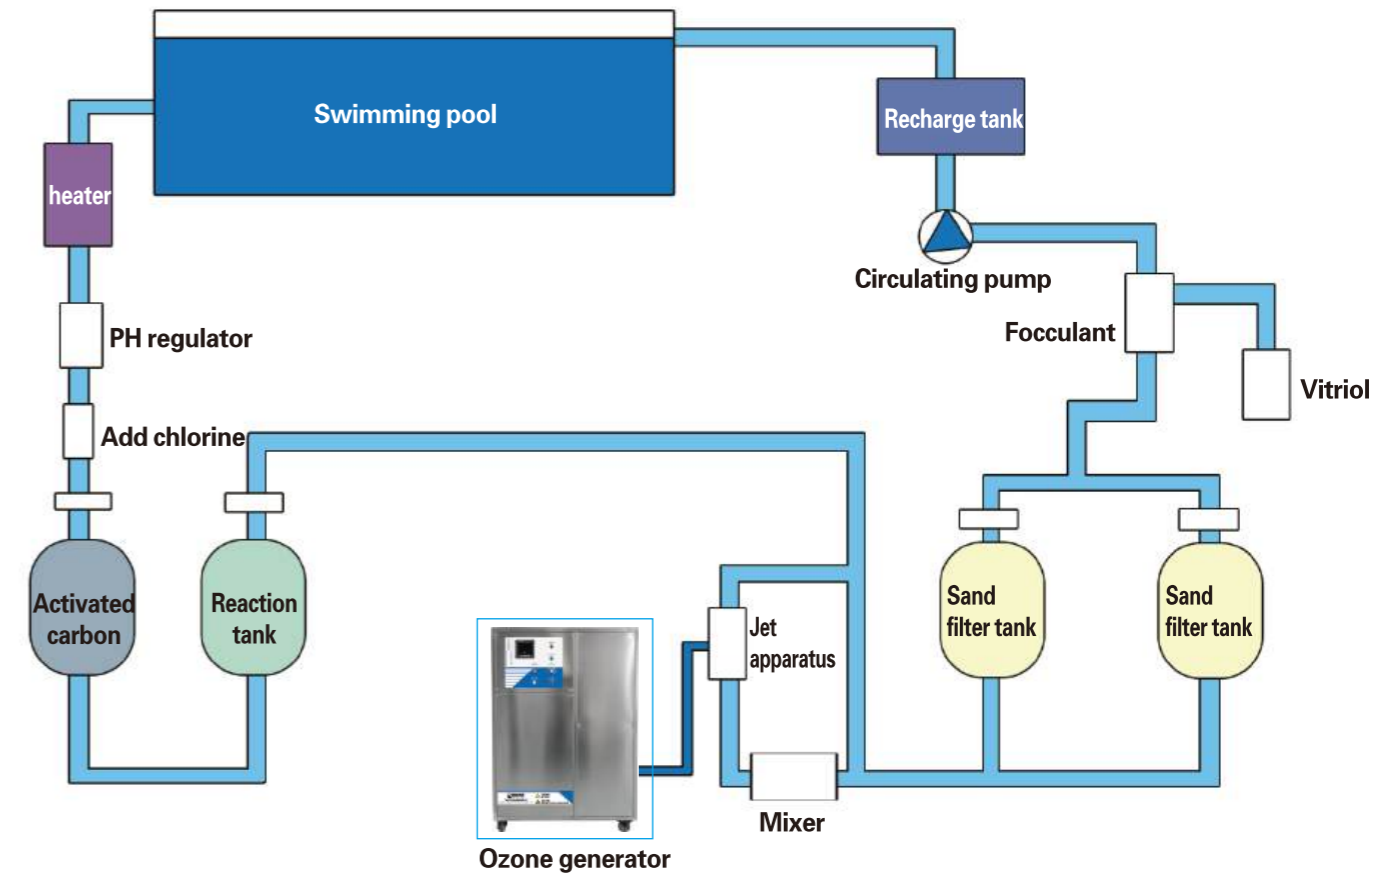 Swimming pool
Recharge tank
heater
Circulating pump
PH regulator
Focculant
Vitriol
Add chlorine
Activated
carbon
Reaction
tank
Sand
filter tank
Sand
filter tank
Jet
apparatus
Mixer
Ozone generator